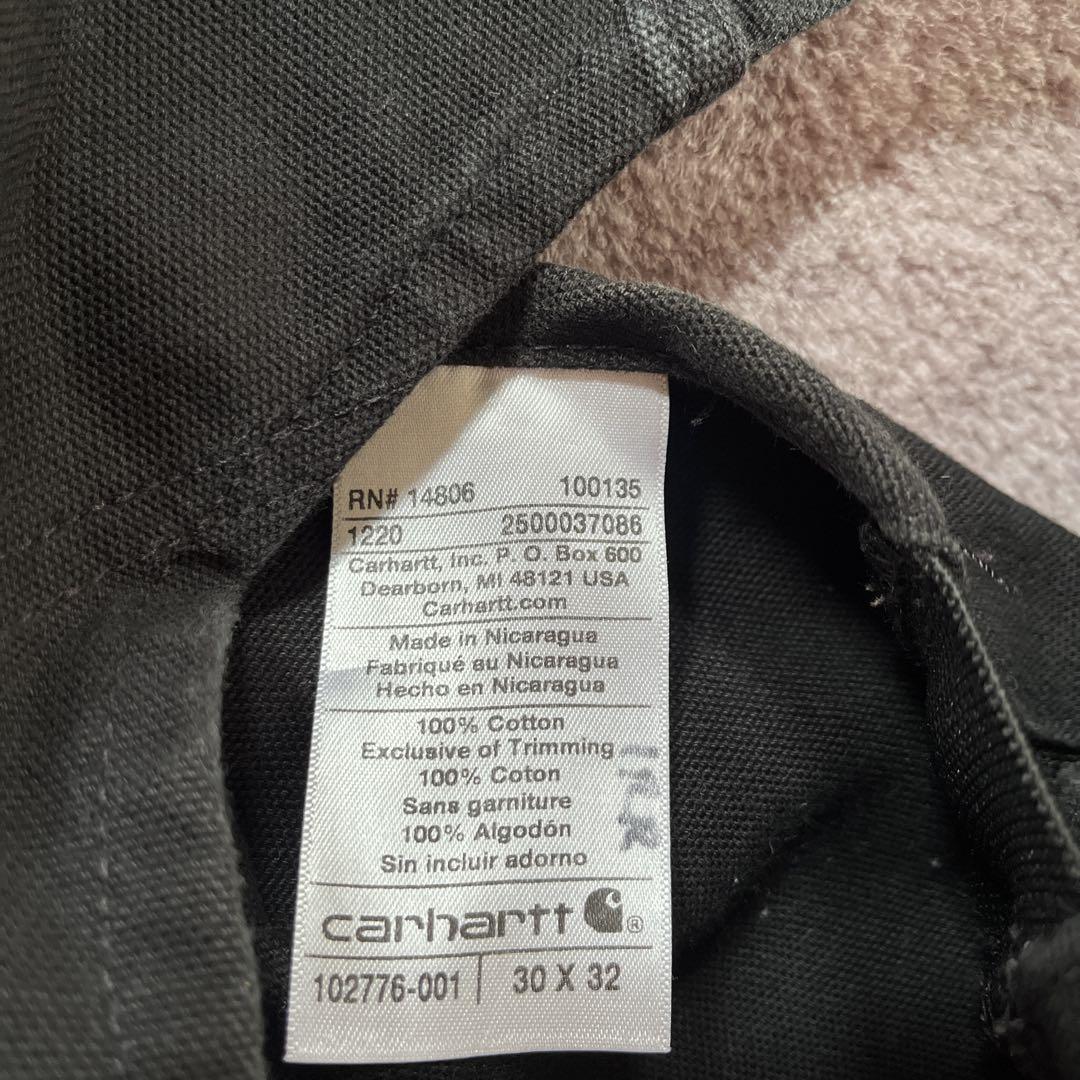 RN# 14806 100135
1220 2500037086
Carhartt, Inc. P. O. Box 600
Dearborn, MI 48121 USA
Carhartt.com
Made in Nicaragua
Fabriqué au Nicaragua
Hecho en Nicaragua
100% Cotton
Exclusive of Trimming
100% Coton
Sans garniture
100% Algodón
Sin incluir adorno
carhartt ®
102776-001 | 30 X 32